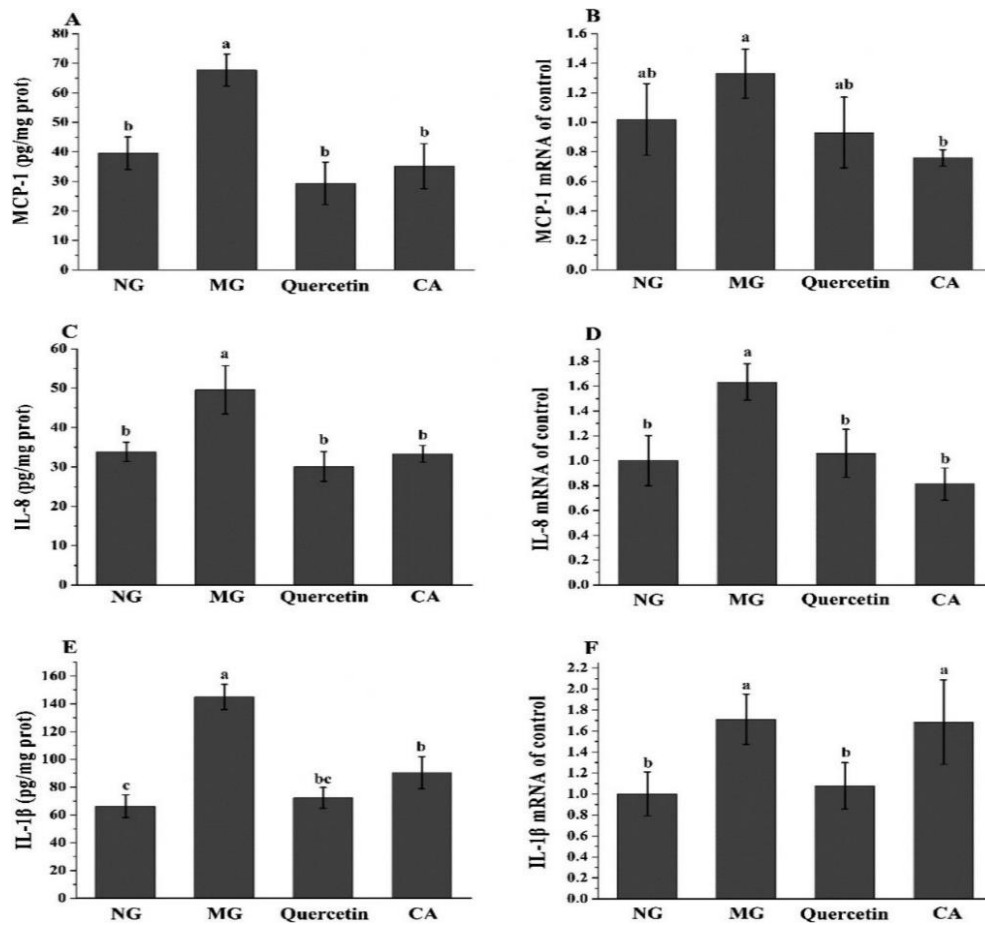 A
MCP-1 (pg/mg prot)
80
70
60
50
40
30
20
10
0
b
a
b
b
NG MG Quercetin CA
B
MCP-1 mRNA of control
1.6
1.4
1.2
1.0
0.8
0.6
0.4
0.2
0.0
ab
a
ab
b
NG MG Quercetin CA
C
IL-8 (pg/mg prot)
60
50
40
30
20
10
0
b
a
b
b
NG MG Quercetin CA
D
IL-8 mRNA of control
1.8
1.6
1.4
1.2
1.0
0.8
0.6
0.4
0.2
0.0
b
a
b
b
NG MG Quercetin CA
E
IL-1β (pg/mg prot)
160
140
120
100
80
60
40
20
0
c
a
bc
b
NG MG Quercetin CA
F
IL-1β mRNA of control
2.2
2.0
1.8
1.6
1.4
1.2
1.0
0.8
0.6
0.4
0.2
0.0
b
a
b
a
NG MG Quercetin CA